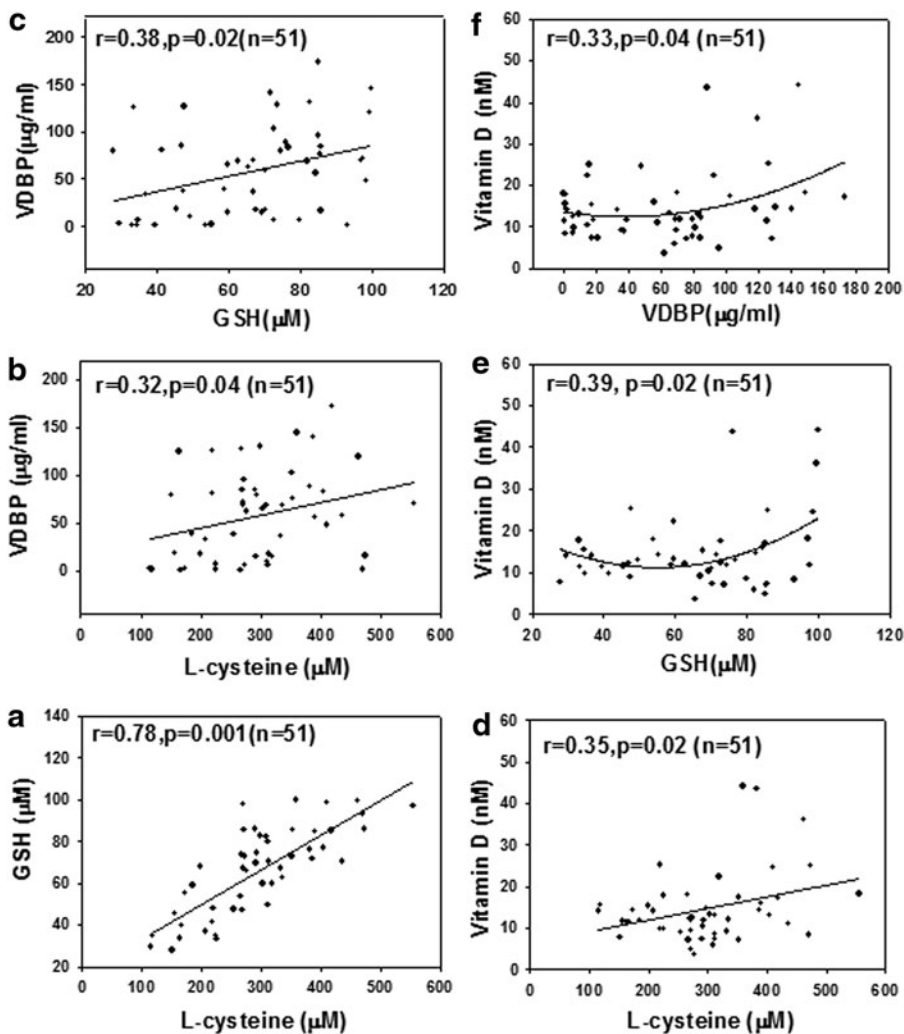 c
r=0.38,p=0.02(n=51)
VDBP(µg/ml)
200
150
100
50
0
20 40 60 80 100 120
GSH(µM)
f
r=0.33,p=0.04 (n=51)
Vitamin D (nM)
60
50
40
30
20
10
0
0 20 40 60 80 100 120 140 160 180 200
VDBP(µg/ml)
b
r=0.32,p=0.04 (n=51)
VDBP (µg/ml)
200
150
100
50
0
0 100 200 300 400 500 600
L-cysteine (µM)
e
r=0.39, p=0.02 (n=51)
Vitamin D (nM)
60
50
40
30
20
10
0
20 40 60 80 100 120
GSH(µM)
a
r=0.78,p=0.001(n=51)
GSH (µM)
140
120
100
80
60
40
20
0 100 200 300 400 500 600
L-cysteine (µM)
d
r=0.35,p=0.02 (n=51)
Vitamin D (nM)
60
50
40
30
20
10
0
0 100 200 300 400 500 600
L-cysteine (µM)